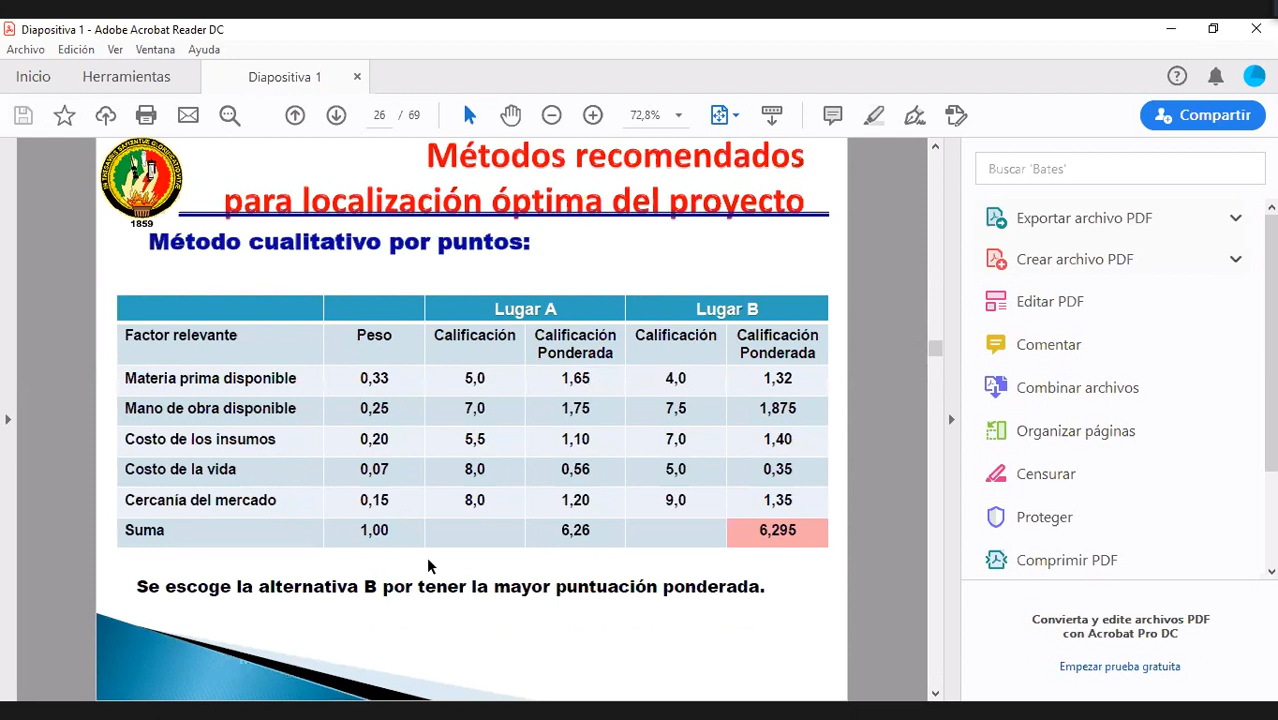 Diapositiva 1 - Adobe Acrobat Reader DC
Archivo Edición Ver Ventana Ayuda
Inicio Herramientas Diapositiva 1 ×
26 / 69 72,8% Compartir
Métodos recomendados
para localización óptima del proyecto
1859
Método cualitativo por puntos:
Lugar A Lugar B
Factor relevante Peso Calificación Calificación Ponderada Calificación Calificación Ponderada
Materia prima disponible 0,33 5,0 1,65 4,0 1,32
Mano de obra disponible 0,25 7,0 1,75 7,5 1,875
Costo de los insumos 0,20 5,5 1,10 7,0 1,40
Costo de la vida 0,07 8,0 0,56 5,0 0,35
Cercanía del mercado 0,15 8,0 1,20 9,0 1,35
Suma 1,00 6,26 6,295
Se escoge la alternativa B por tener la mayor puntuación ponderada.
Buscar 'Bates'
Exportar archivo PDF
Crear archivo PDF
Editar PDF
Comentar
Combinar archivos
Organizar páginas
Censurar
Proteger
Comprimir PDF
Convierta y edite archivos PDF
con Acrobat Pro DC
Empezar prueba gratuita